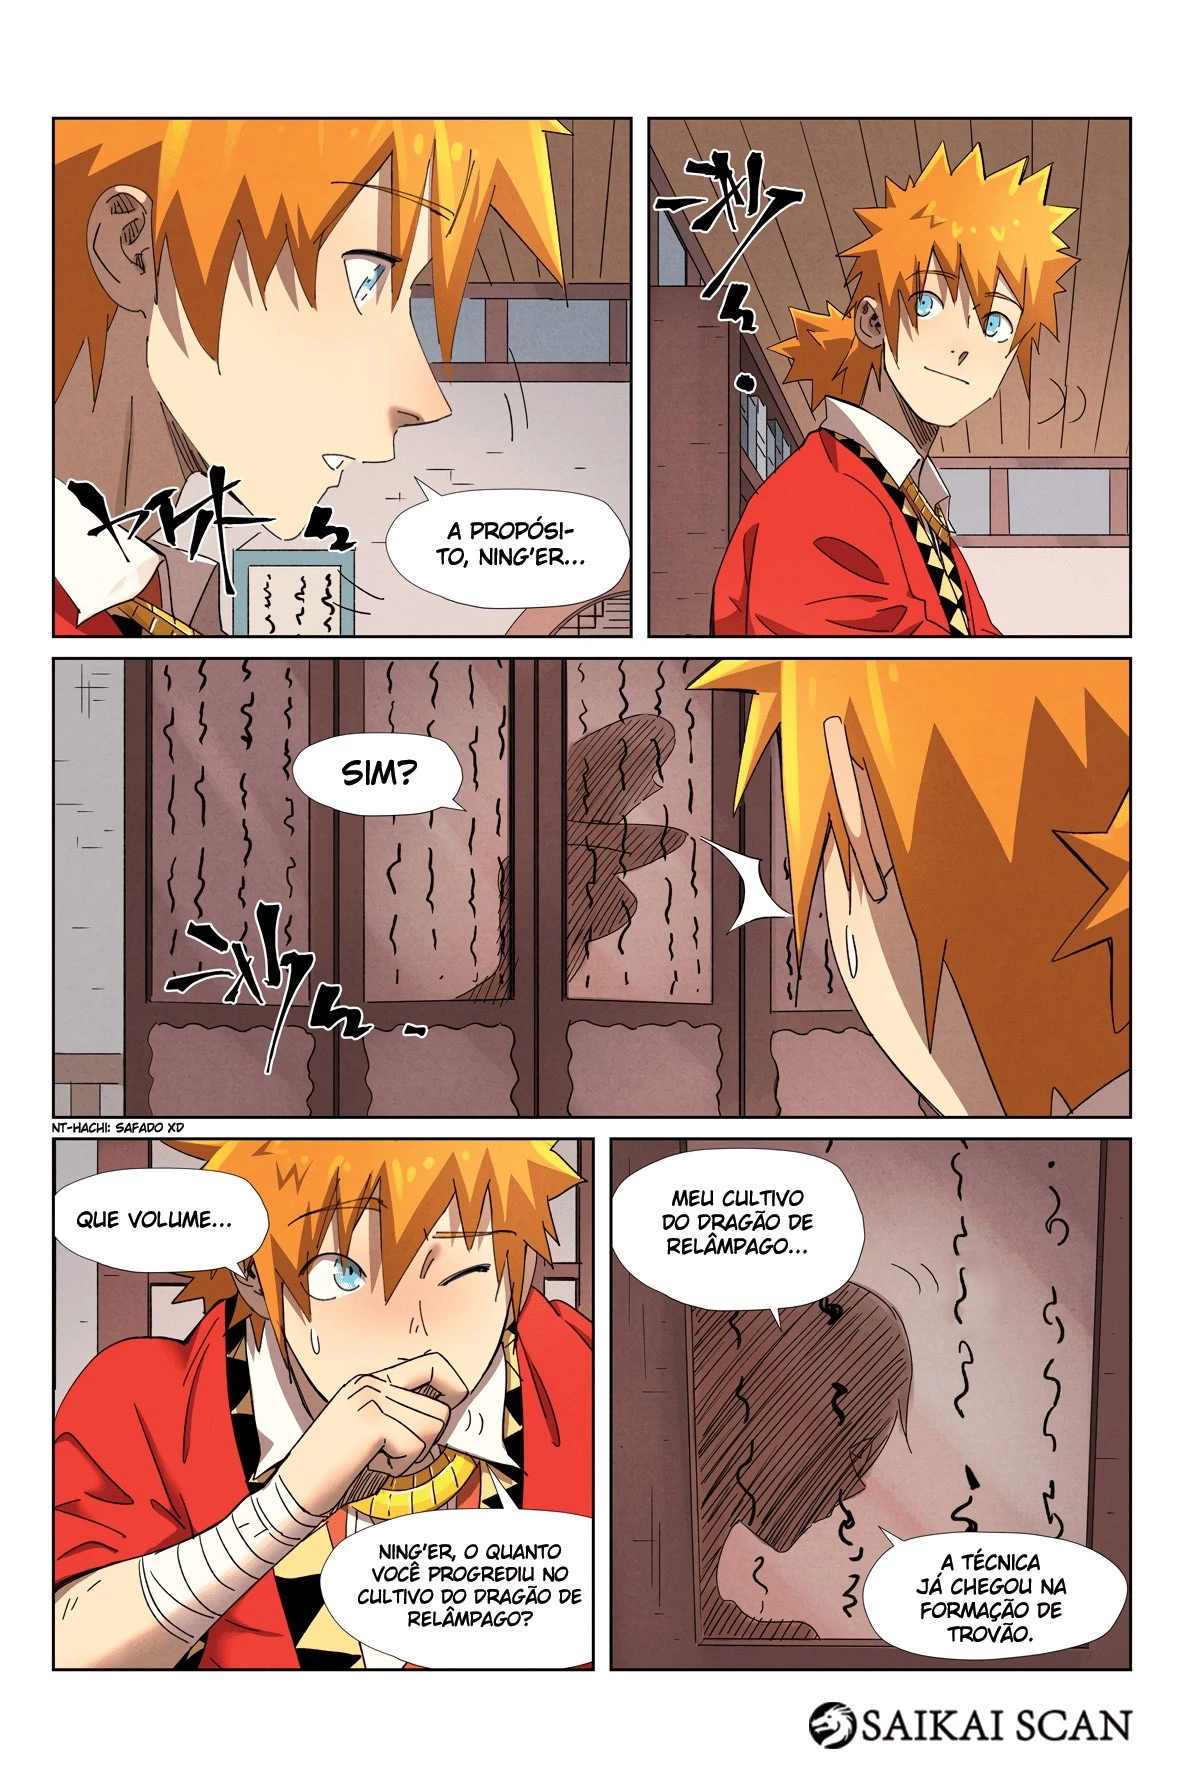 A PROPÓSI-
TO, NING'ER...
SIM?
NT-HACHI: SAFADO XD
QUE VOLUME...
NING'ER, O QUANTO
VOCÊ PROGREDIU NO
CULTIVO DO DRAGÃO DE
RELÂMPAGO?
MEU CULTIVO
DO DRAGÃO DE
RELÂMPAGO...
A TÉCNICA
JÁ CHEGOU NA
FORMAÇÃO DE
TROVÃO.
SAIKAI SCAN